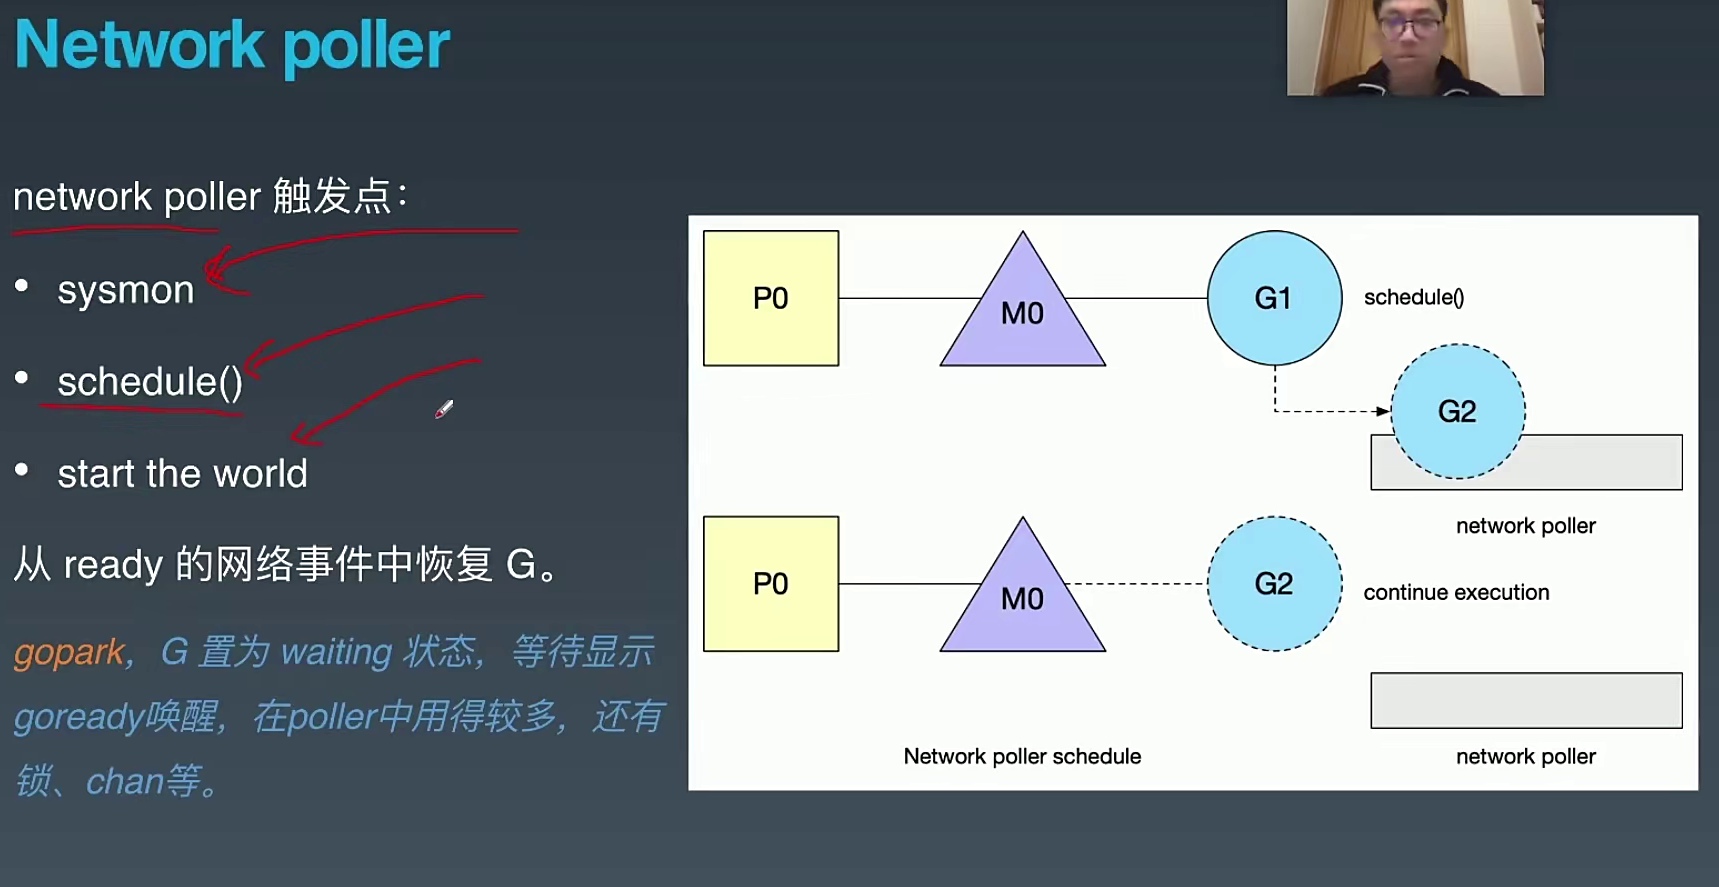 Network poller
network poller 触发点：
• sysmon
• schedule()
• start the world
从 ready 的网络事件中恢复 G。
gopark，G 置为 waiting 状态，等待显示
goready唤醒，在poller中用得较多，还有
锁、chan等。
P0
M0
G1
schedule()
G2
network poller
P0
M0
G2
continue execution
Network poller schedule
network poller